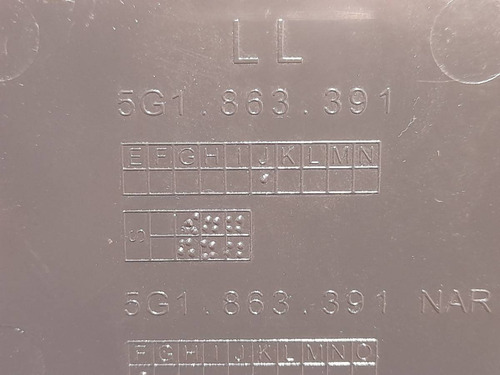 LL
5G1.863.391
EFGHIJKLMN
S
5G1.863.391 NAR
FGHIJKLMNO